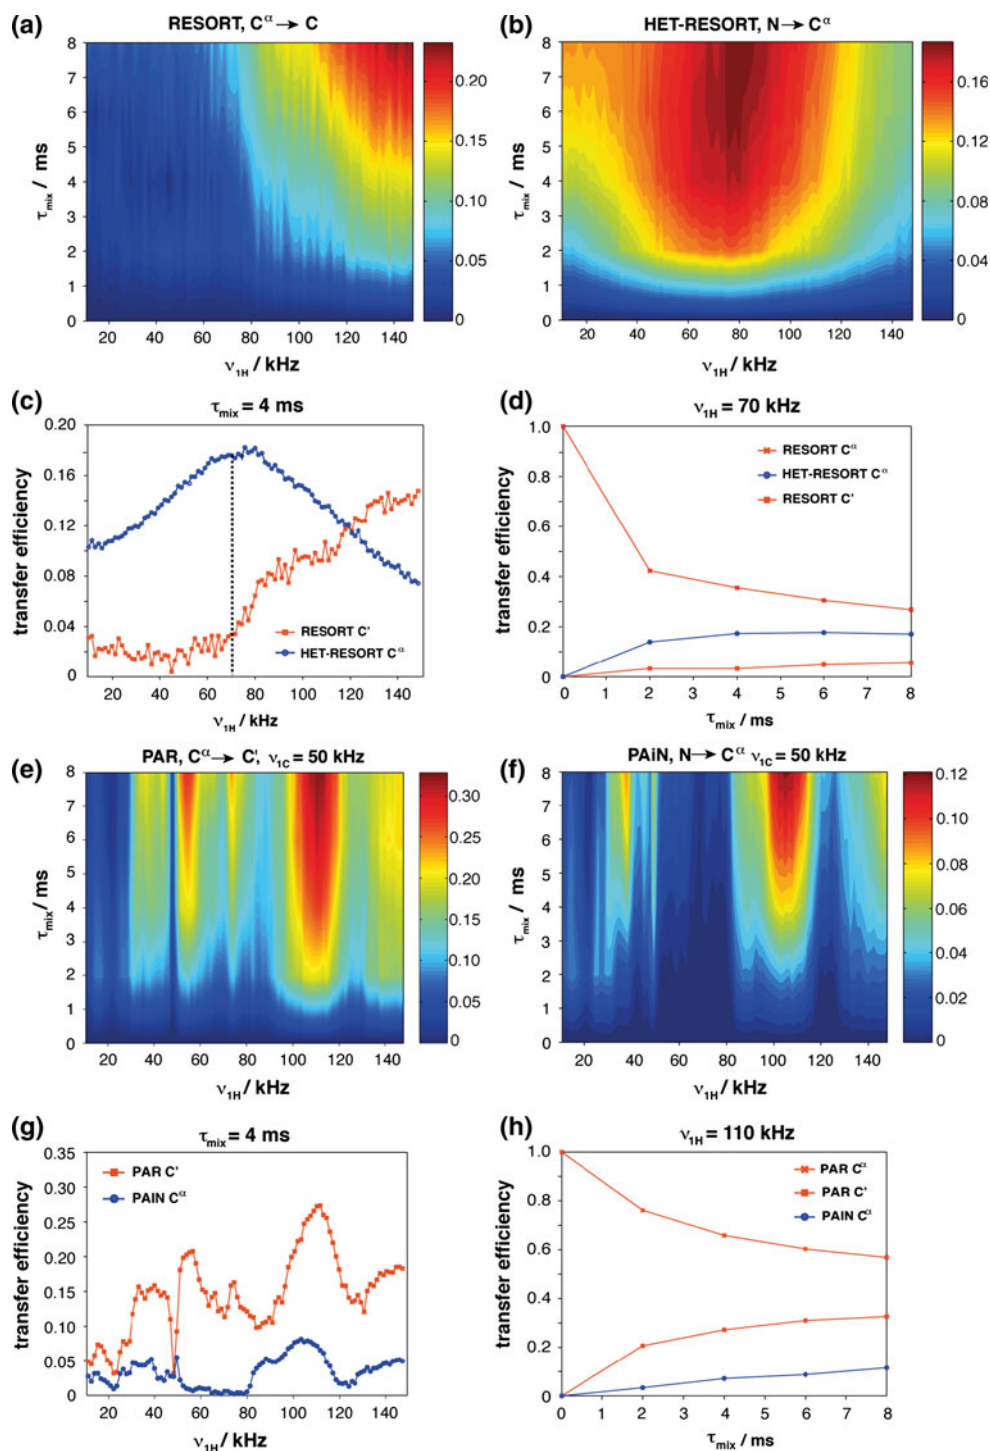 (a)
RESORT, Cα → C
8
7
6
5
4
3
2
1
0
τmix / ms
20 40 60 80 100 120 140
ν1H / kHz
0.20
0.15
0.10
0.05
0
(b)
HET-RESORT, N → Cα
8
7
6
5
4
3
2
1
0
τmix / ms
20 40 60 80 100 120 140
ν1H / kHz
0.16
0.12
0.08
0.04
0
(c)
τmix = 4 ms
0.20
0.16
0.12
0.08
0.04
0
transfer efficiency
RESORT C'
HET-RESORT Cα
20 40 60 80 100 120 140
ν1H / kHz
(d)
ν1H = 70 kHz
1.0
0.8
0.6
0.4
0.2
0
transfer efficiency
RESORT Cα
HET-RESORT Cα
RESORT C'
0 1 2 3 4 5 6 7 8
τmix / ms
(e)
PAR, Cα → C', ν1C = 50 kHz
8
7
6
5
4
3
2
1
0
τmix / ms
20 40 60 80 100 120 140
ν1H / kHz
0.30
0.25
0.20
0.15
0.10
0.05
0
(f)
PAiN, N → Cα ν1C = 50 kHz
8
7
6
5
4
3
2
1
0
τmix / ms
20 40 60 80 100 120 140
ν1H / kHz
0.12
0.10
0.08
0.06
0.04
0.02
0
(g)
τmix = 4 ms
0.35
0.30
0.25
0.20
0.15
0.10
0.05
0
transfer efficiency
PAR C'
PAIN Cα
20 40 60 80 100 120 140
ν1H / kHz
(h)
ν1H = 110 kHz
1.0
0.8
0.6
0.4
0.2
0
transfer efficiency
PAR Cα
PAR C'
PAIN Cα
0 1 2 3 4 5 6 7 8
τmix / ms